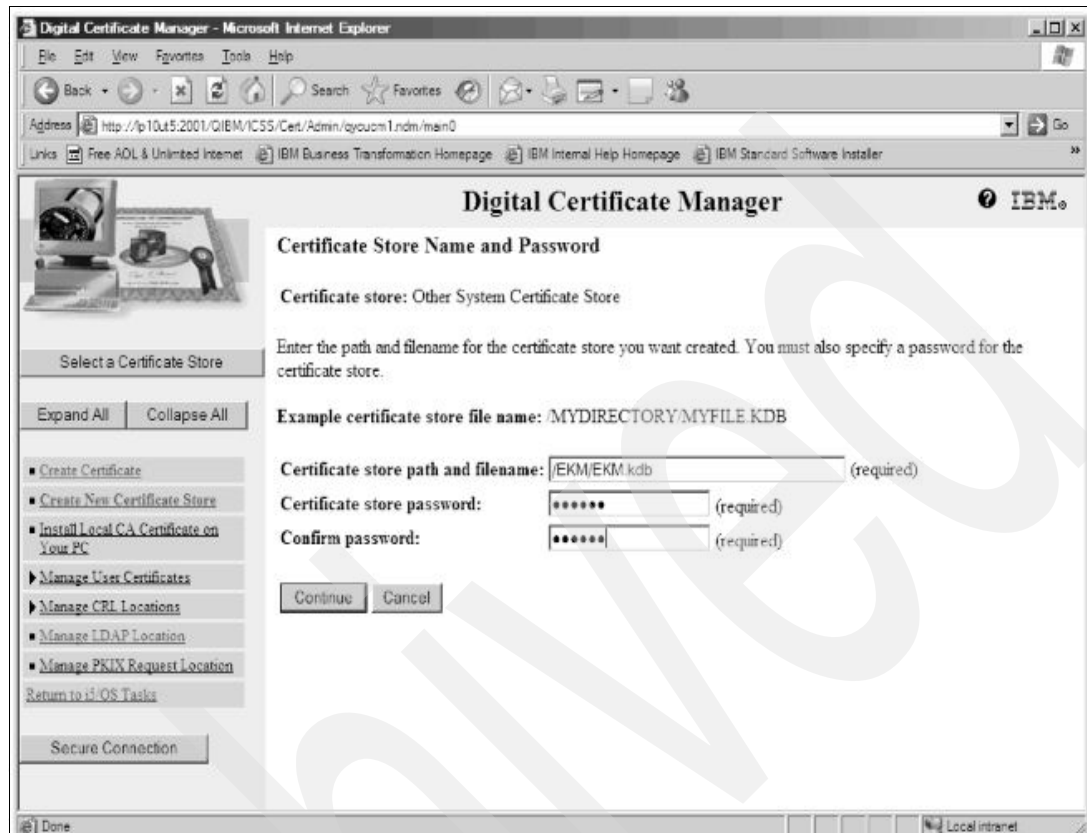 Digital Certificate Manager - Microsoft Internet Explorer
File Edit View Favorites Tools Help
Back Search Favorites
Address http://lp10ut5:2001/QIBM/ICSS/Cert/Admin/qycucm1.ndm/main0 Go
Links Free AOL & Unlimited Internet IBM Business Transformation Homepage IBM Internal Help Homepage IBM Standard Software Installer »
Digital Certificate Manager
? IBM®
Select a Certificate Store
Expand All Collapse All
Create Certificate
Create New Certificate Store
Install Local CA Certificate on
Your PC
Manage User Certificates
Manage CRL Locations
Manage LDAP Location
Manage PKIX Request Location
Return to i5/OS Tasks
Secure Connection
Certificate Store Name and Password
Certificate store: Other System Certificate Store
Enter the path and filename for the certificate store you want created. You must also specify a password for the
certificate store.
Example certificate store file name: /MYDIRECTORY/MYFILE.KDB
Certificate store path and filename: /EKM/EKM.kdb (required)
Certificate store password: •••••• (required)
Confirm password: •••••• (required)
Continue Cancel
Done Local intranet